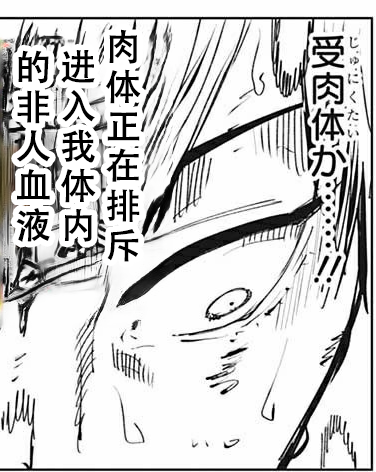 受肉体か………!!
じゅにくたい
肉体正在排斥
进入我体内
的非人血液